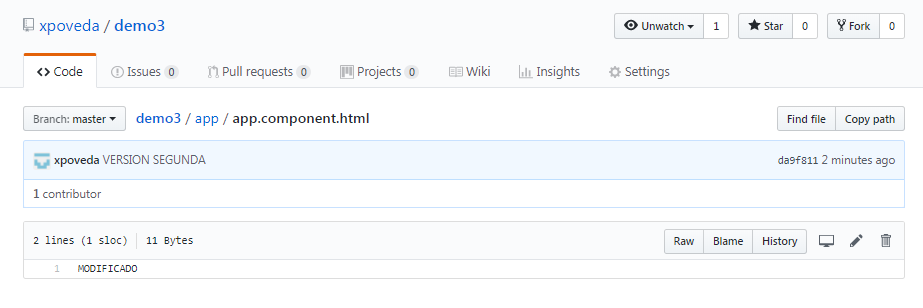 xpoveda / demo3
Unwatch 1 Star 0 Fork 0
Code Issues 0 Pull requests 0 Projects 0 Wiki Insights Settings
Branch: master demo3 / app / app.component.html Find file Copy path
xpoveda VERSION SEGUNDA da9f811 2 minutes ago
1 contributor
2 lines (1 sloc) 11 Bytes Raw Blame History
1 MODIFICADO